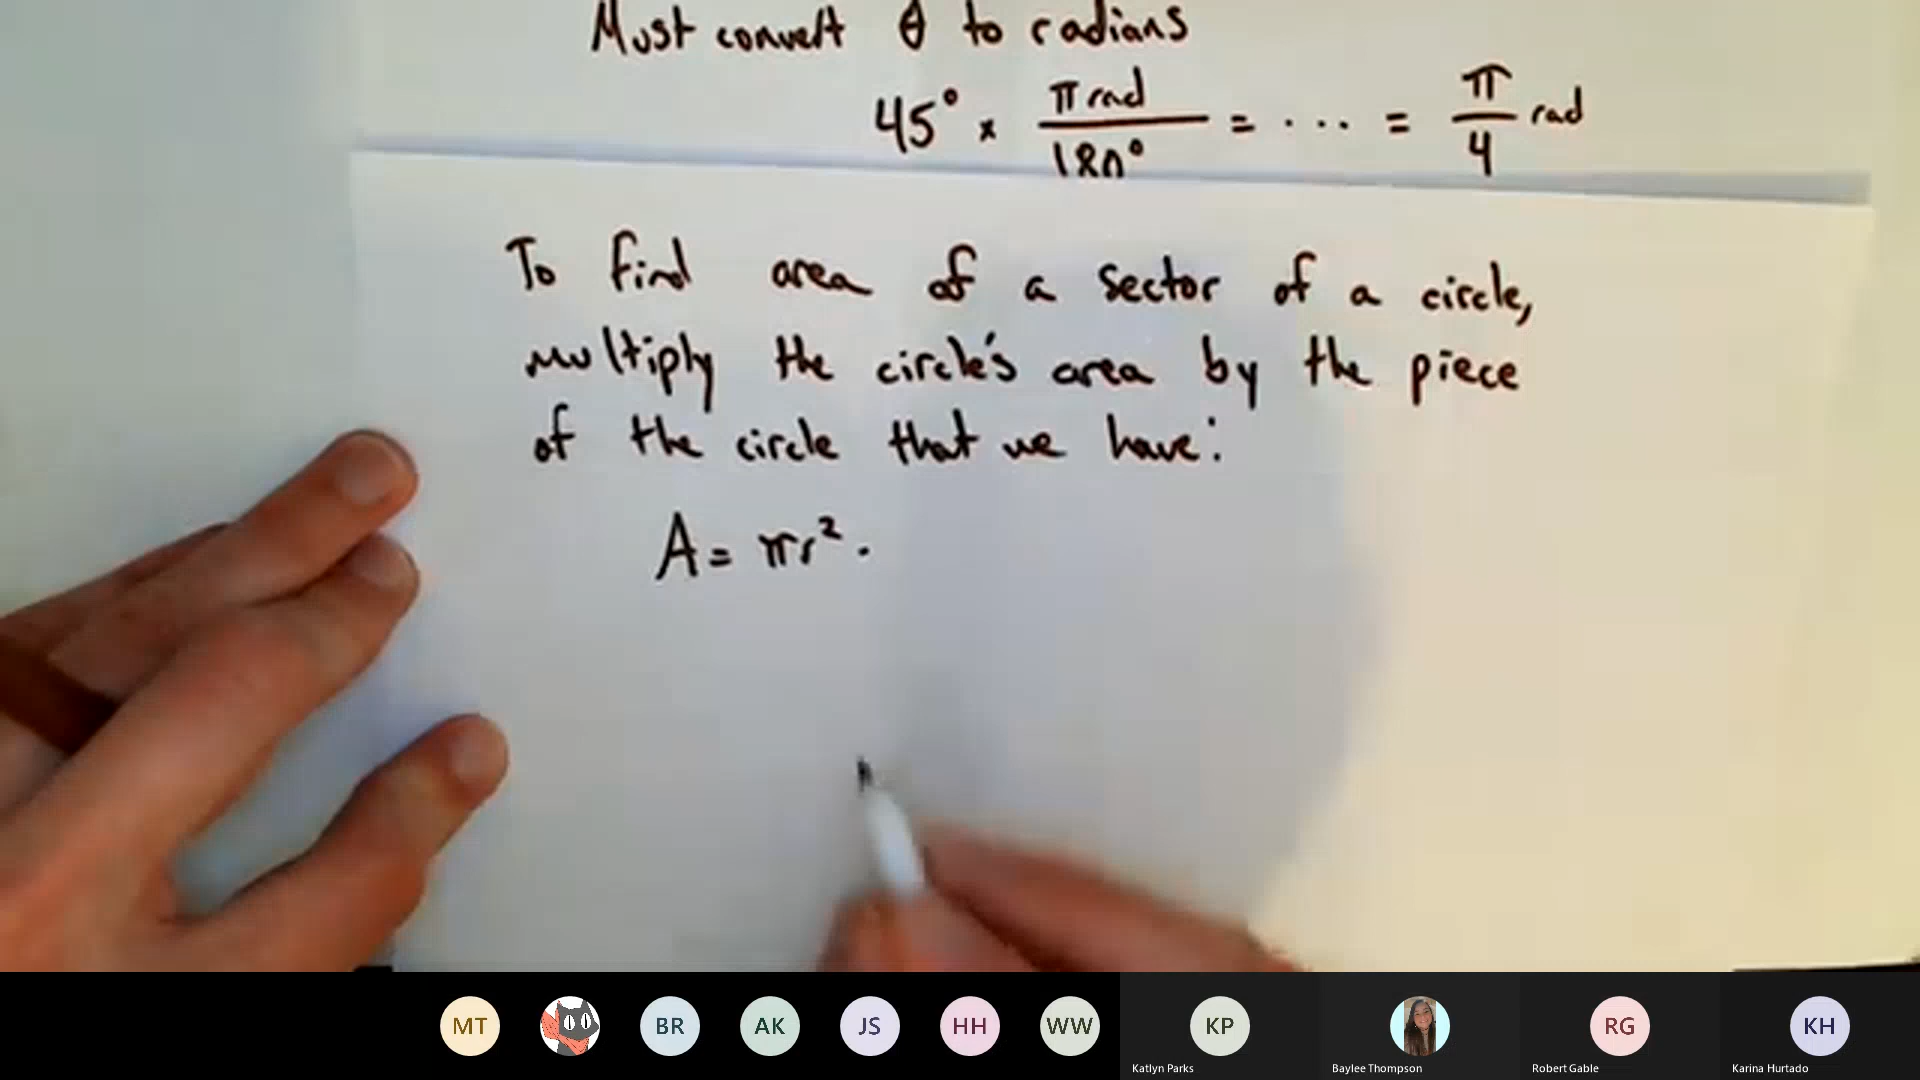 Must convert θ to radians
45° × π rad / 180° = ... = π / 4 rad
To find area of a sector of a circle,
multiply the circle's area by the piece
of the circle that we have:
A = πr² ·
MT BR AK JS HH WW KP RG KH
Katlyn Parks Baylee Thompson Robert Gable Karina Hurtado